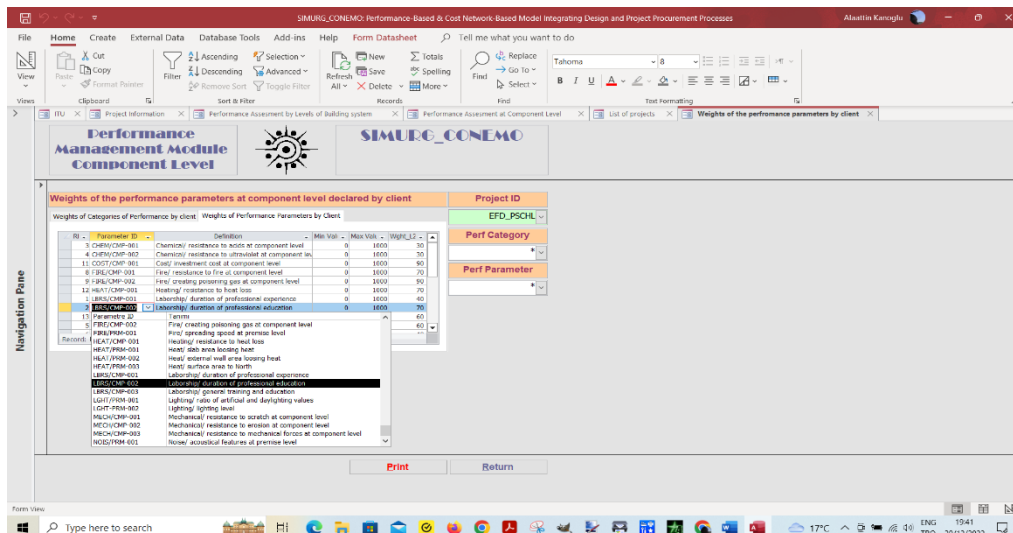 SIMURG_CONEMO: Performance-Based & Cost Network-Based Model Integrating Design and Project Procurement Processes
Alaattin Kanoglu
File Home Create External Data Database Tools Add-ins Help Form Datasheet Tell me what you want to do
View
Paste
Cut
Copy
Format Painter
Filter
Ascending
Descending
Remove Sort
Selection
Advanced
Toggle Filter
Refresh All
New
Save
Delete
Totals
Spelling
More
Find
Replace
Go To
Select
Tahoma 8
B I U A
Views Clipboard Sort & Filter Records Find Text Formatting
ITU Project Information Performance Assesment by Levels of Building system Performance Assesment at Component Level List of projects Weights of the perfromance parameters by client
Performance
Management Module
Component Level
SIMURG_CONEMO
Navigation Pane
Weights of the performance parameters at component level declared by client
Weights of Categories of Performance by client Weights of Performance Parameters by Client
RI Parameter ID Definition Min Val Max Val Wght_L2
3 CHEM/CMP-001 Chemical/ resistance to acids at component level 0 1000 30
4 CHEM/CMP-002 Chemical/ resistance to ultraviolet at component lev 0 1000 30
11 COST/CMP-001 Cost/ investment cost at component level 0 1000 90
8 FIRE/CMP-001 Fire/ resistance to fire at component level 0 1000 70
9 FIRE/CMP-002 Fire/ creating poisoning gas at component level 0 1000 90
12 HEAT/CMP-001 Heating/ resistance to heat loss 0 1000 70
1 LBRS/CMP-001 Laborship/ duration of professional experience 0 1000 40
2 LBRS/CMP-002 Laborship/ duration of professional education 0 1000 70
13 60
5 60
Record:
Parametre ID Tanimi
FIRE/CMP-002 Fire/ creating poisoning gas at component level
FIRE/PRM-001 Fire/ spreading speed at premise level
HEAT/CMP-001 Heating/ resistance to heat loss
HEAT/PRM-001 Heat/ slab area loosing heat
HEAT/PRM-002 Heat/ external wall area loosing heat
HEAT/PRM-003 Heat/ surface area to North
LBRS/CMP-001 Laborship/ duration of professional experience
LBRS/CMP-002 Laborship/ duration of professional education
LBRS/CMP-003 Laborship/ general training and education
LGHT/PRM-001 Lighting/ ratio of artificial and daylighting values
LGHT-PRM-002 Lighting/ lighting level
MECH/CMP-001 Mechanical/ resistance to scratch at component level
MECH/CMP-002 Mechanical/ resistance to erosion at component level
MECH/CMP-003 Mechanical/ resistance to mechanical forces at component level
NOIS/PRM-001 Noise/ acoustical features at premise level
Project ID
EFD_PSCHL
Perf Category
*
Perf Parameter
*
Print Return
Form View
Type here to search
17°C
ENG
19:41